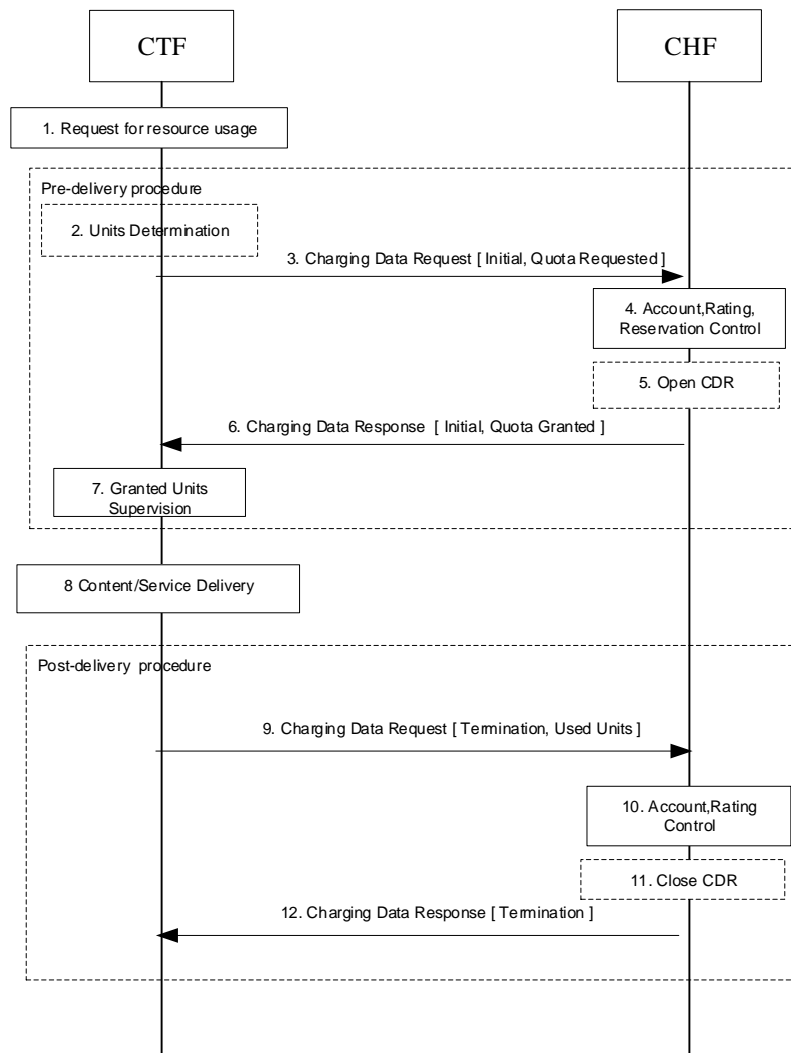 CTF
CHF
1. Request for resource usage
Pre-delivery procedure
2. Units Determination
3. Charging Data Request [ Initial, Quota Requested ]
4. Account,Rating,
Reservation Control
5. Open CDR
6. Charging Data Response [ Initial, Quota Granted ]
7. Granted Units
Supervision
8 Content/Service Delivery
Post-delivery procedure
9. Charging Data Request [ Termination, Used Units ]
10. Account,Rating
Control
11. Close CDR
12. Charging Data Response [ Termination ]